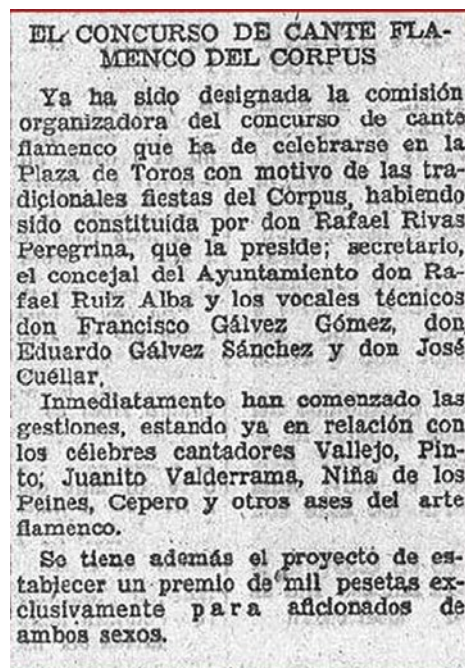 EL CONCURSO DE CANTE FLA-
MENCO DEL CORPUS
Ya ha sido designada la comisión
organizadora del concurso de cante
flamenco que ha de celebrarse en la
Plaza de Toros con motivo de las tra-
dicionales fiestas del Corpus, habiendo
sido constituída por don Rafael Rivas
Peregrina, que la preside; secretario,
el concejal del Ayuntamiento don Ra-
fael Ruiz Alba y los vocales técnicos
don Francisco Gálvez Gómez, don
Eduardo Gálvez Sánchez y don José
Cuéllar.
Inmediatamento han comenzado las
gestiones, estando ya en relación con
los célebres cantadores Vallejo, Pin-
to; Juanito Valderrama, Niña de los
Peines, Cepero y otros ases del arte
flamenco.
Se tiene además el proyecto de es-
tablecer un premio de mil pesetas ex-
clusivamente para aficionados de
ambos sexos.